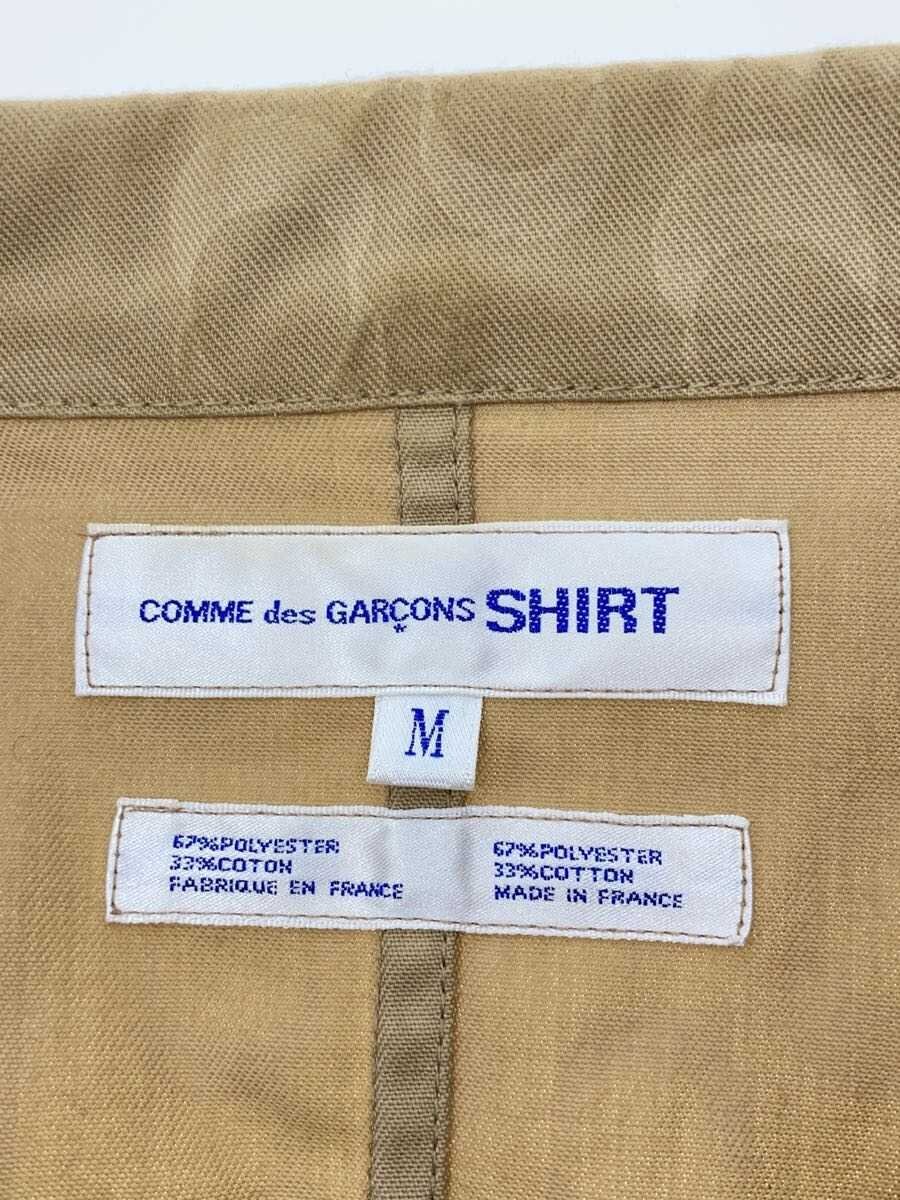 COMME des GARÇONS SHIRT
M
67%POLYESTER
33%COTON
FABRIQUE EN FRANCE
67%POLYESTER
33%COTTON
MADE IN FRANCE